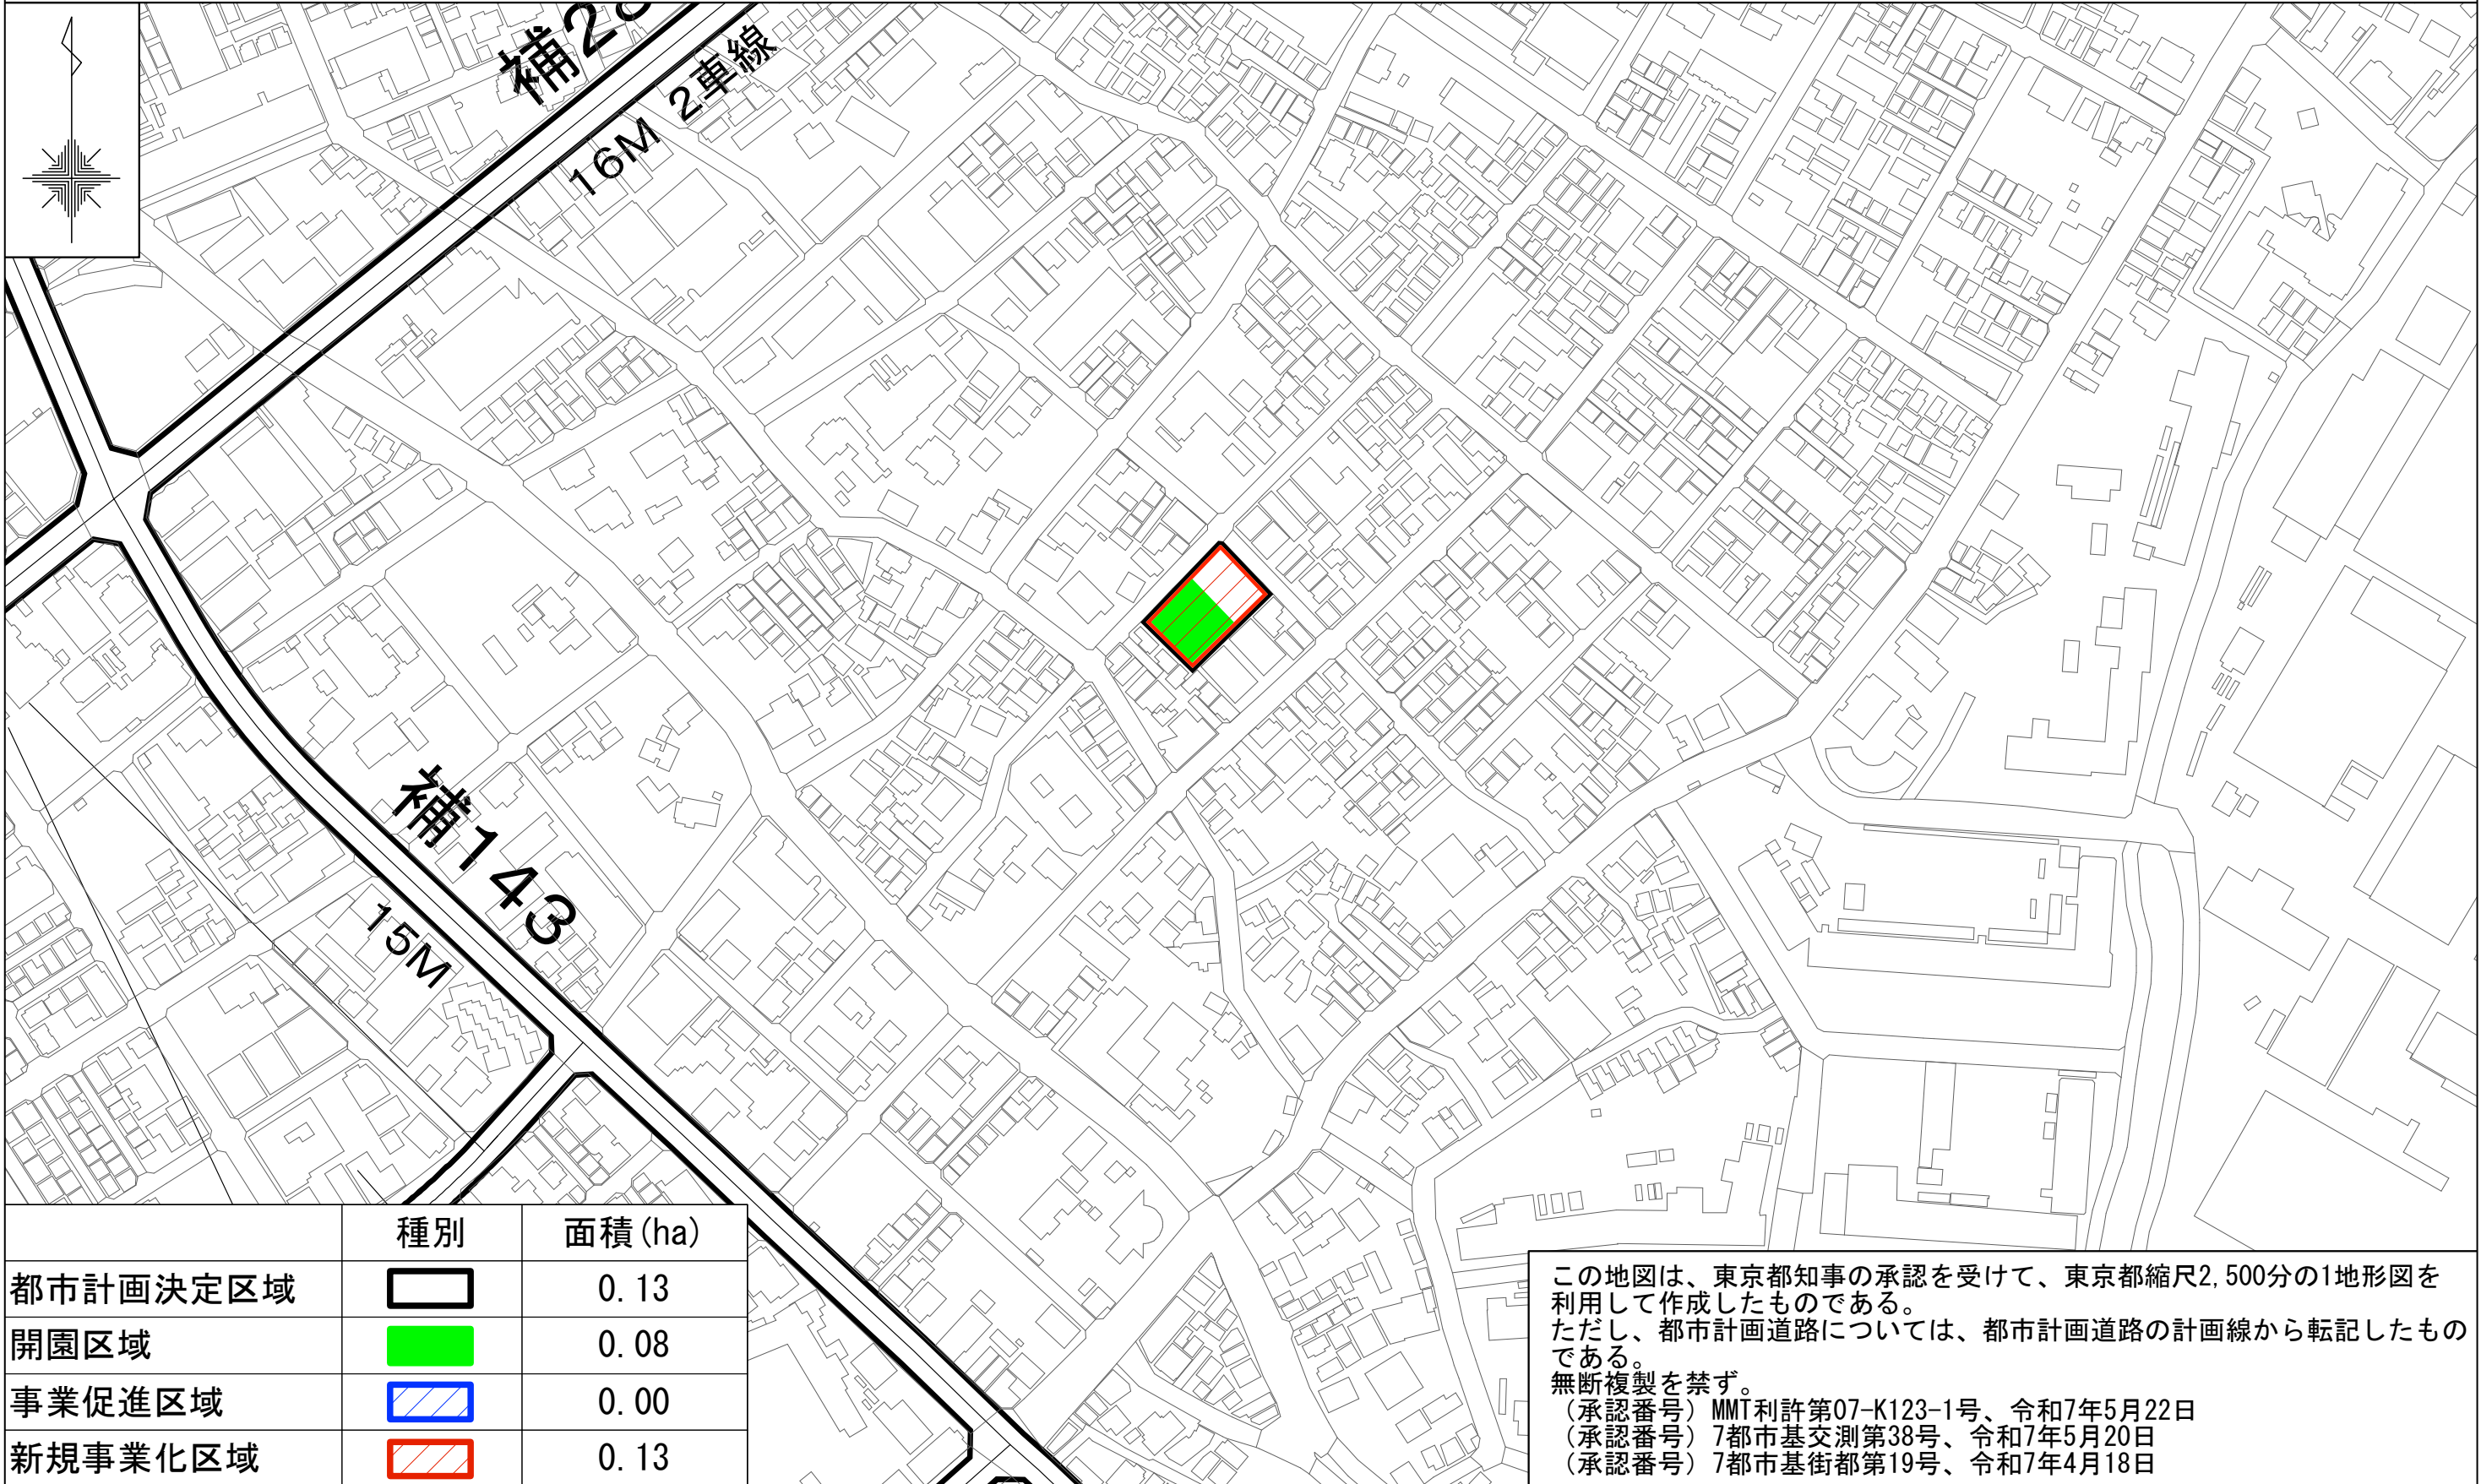 補2
16M 2車線
補143
15M
種別 面積(ha)
都市計画決定区域 0.13
開園区域 0.08
事業促進区域 0.00
新規事業化区域 0.13
この地図は、東京都知事の承認を受けて、東京都縮尺2,500分の1地形図を
利用して作成したものである。
ただし、都市計画道路については、都市計画道路の計画線から転記したもの
である。
無断複製を禁ず。
(承認番号)MMT利許第07-K123-1号、令和7年5月22日
(承認番号)7都市基交測第38号、令和7年5月20日
(承認番号)7都市基街都第19号、令和7年4月18日